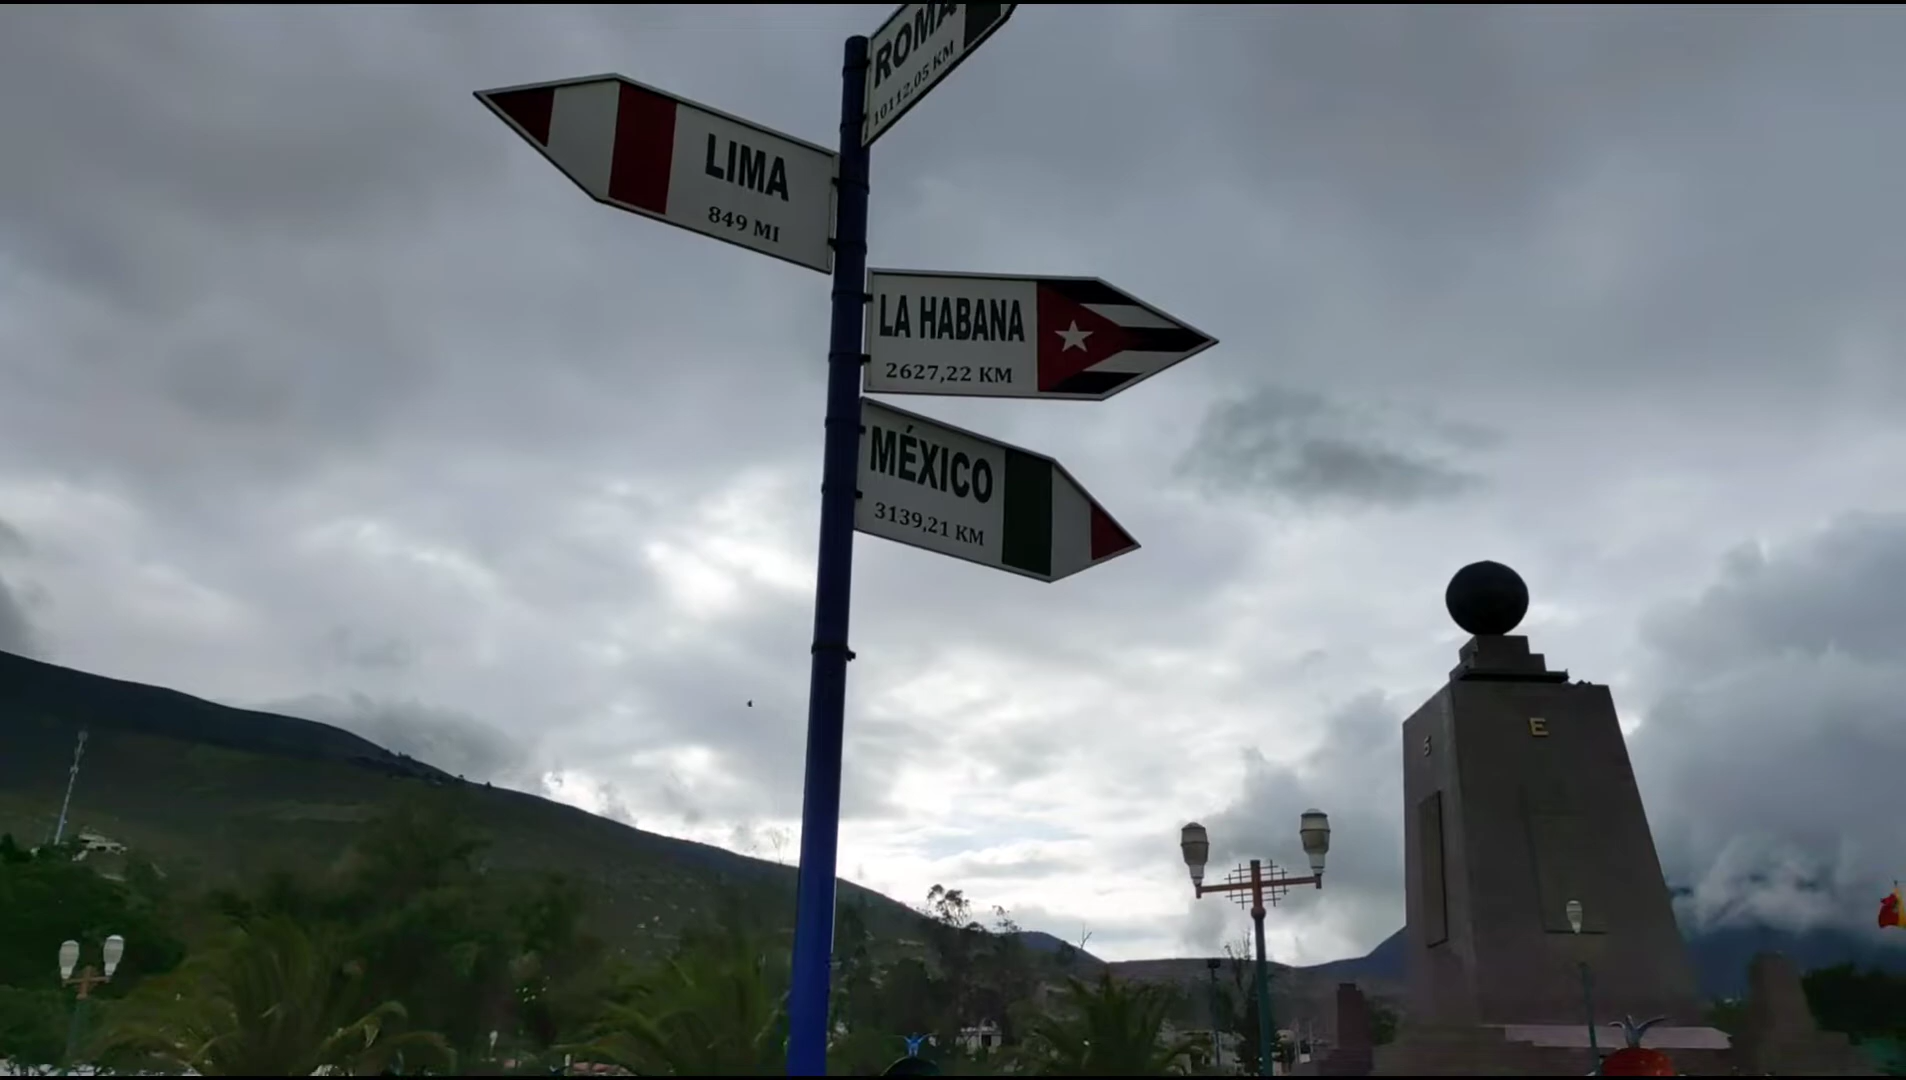 ROMA
10112,05 KM
LIMA
849 MI
LA HABANA
2627,22 KM
MÉXICO
3139,21 KM
S
E